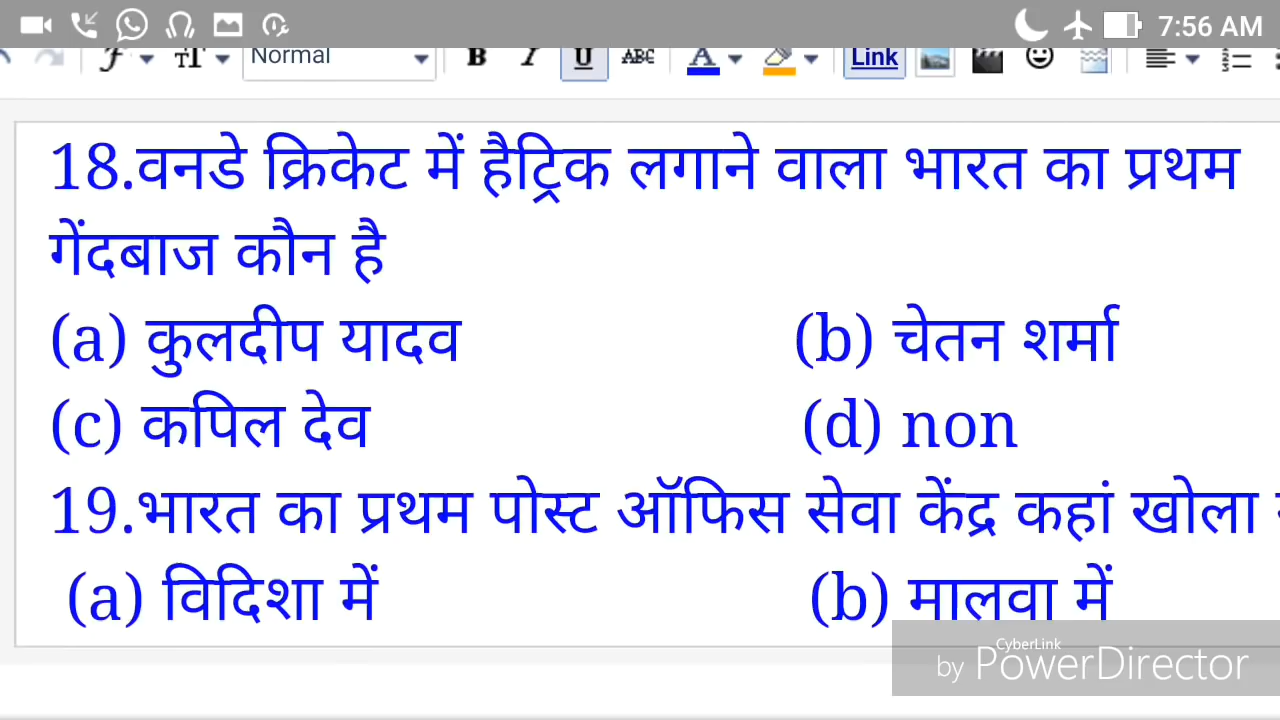 7:56 AM
Normal B I U ABC A Link
18.वनडे क्रिकेट में हैट्रिक लगाने वाला भारत का प्रथम
गेंदबाज कौन है
(a) कुलदीप यादव (b) चेतन शर्मा
(c) कपिल देव (d) non
19.भारत का प्रथम पोस्ट ऑफिस सेवा केंद्र कहां खोला
(a) विदिशा में (b) मालवा में
CyberLink
by PowerDirector